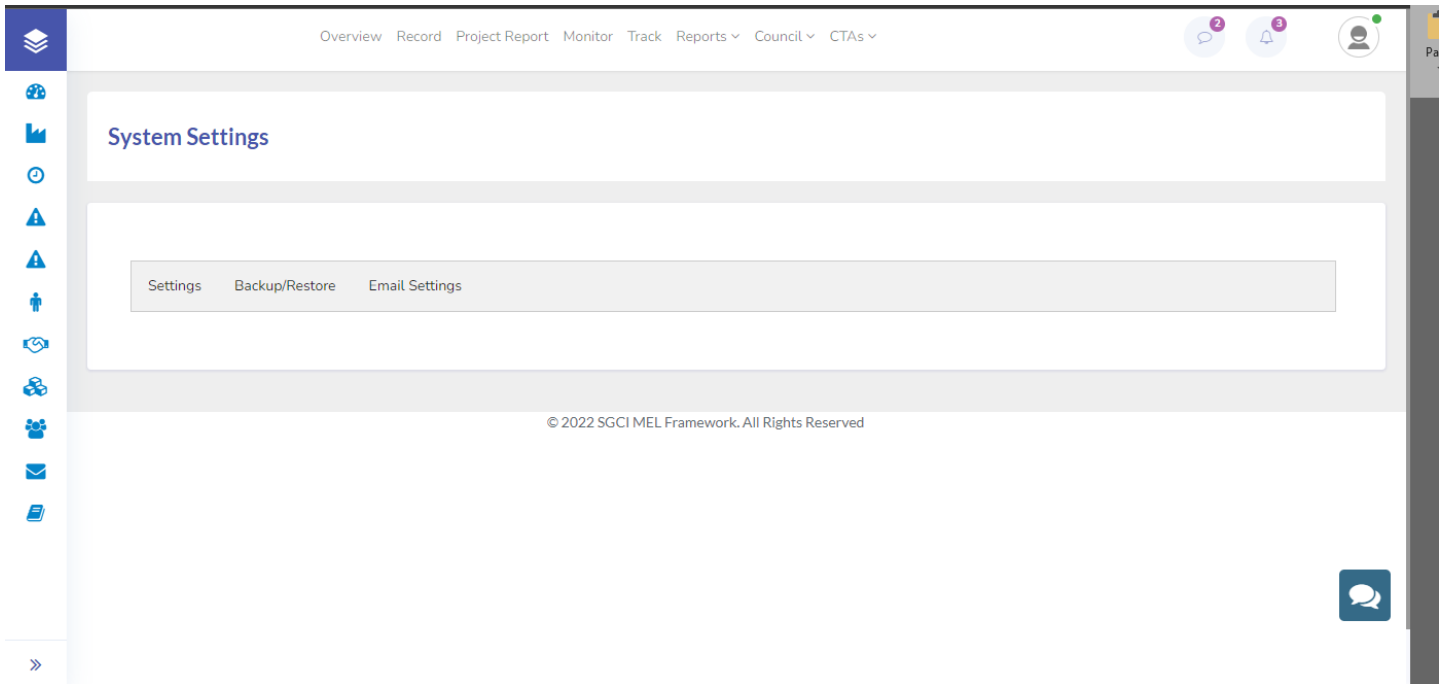 2 3
Overview Record Project Report Monitor Track Reports Council CTAs
Pa
System Settings
Settings Backup/Restore Email Settings
© 2022 SGCI MEL Framework. All Rights Reserved